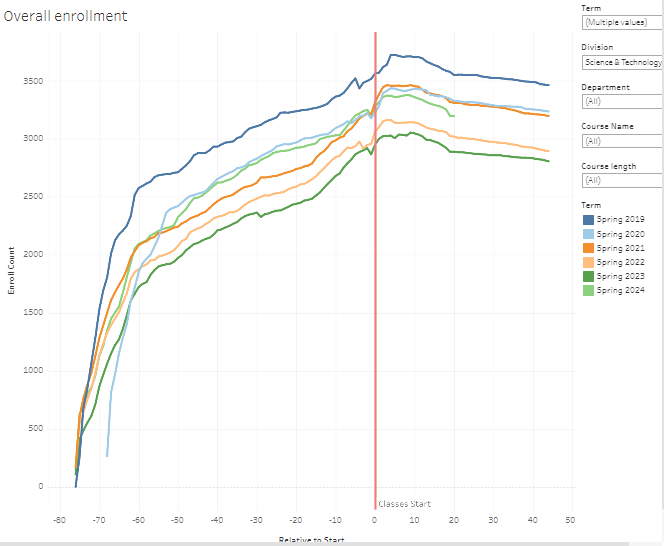 Overall enrollment
Term
(Multiple values)
Division
Science & Technology
Department
(All)
Course Name
(All)
Course length
(All)
Term
Spring 2019
Spring 2020
Spring 2021
Spring 2022
Spring 2023
Spring 2024
Enroll Count
3500
3000
2500
2000
1500
1000
500
0
Classes Start
-80 -70 -60 -50 -40 -30 -20 -10 0 10 20 30 40 50
Relative to Start